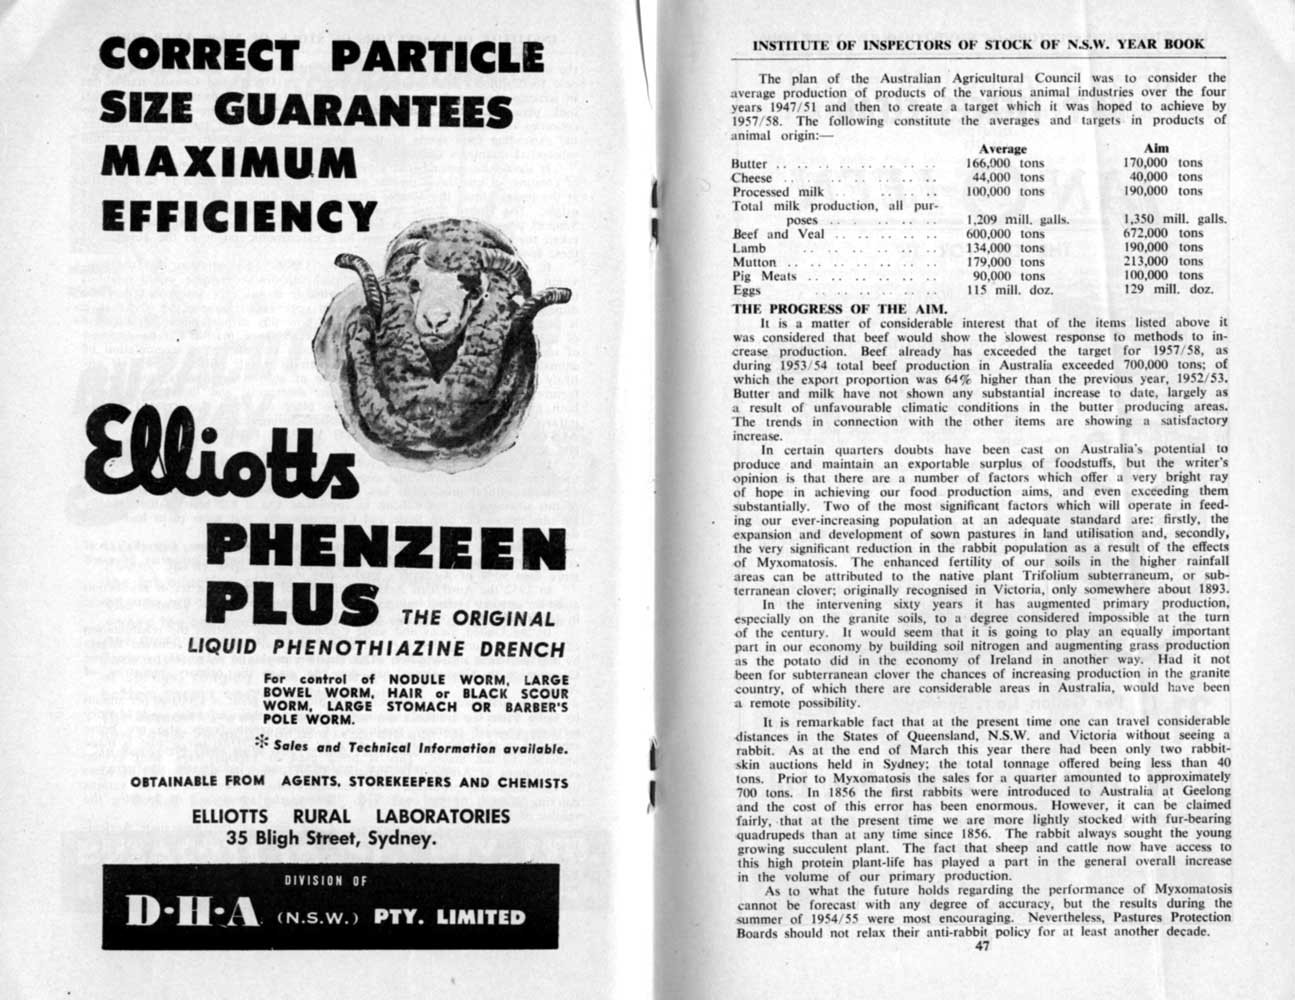 CORRECT PARTICLE
SIZE GUARANTEES
MAXIMUM
EFFICIENCY
Elliotts
PHENZEEN
PLUS THE ORIGINAL
LIQUID PHENOTHIAZINE DRENCH
For control of NODULE WORM, LARGE
BOWEL WORM, HAIR or BLACK SCOUR
WORM, LARGE STOMACH OR BARBER'S
POLE WORM.
* Sales and Technical Information available.
OBTAINABLE FROM AGENTS, STOREKEEPERS AND CHEMISTS
ELLIOTTS RURAL LABORATORIES
35 Bligh Street, Sydney.
DIVISION OF
D·H·A. (N.S.W.) PTY. LIMITED
INSTITUTE OF INSPECTORS OF STOCK OF N.S.W. YEAR BOOK
The plan of the Australian Agricultural Council was to consider the
average production of products of the various animal industries over the four
years 1947/51 and then to create a target which it was hoped to achieve by
1957/58. The following constitute the averages and targets in products of
animal origin:—
Average Aim
Butter .. .. .. .. .. .. .. .. 166,000 tons 170,000 tons
Cheese .. .. .. .. .. .. .. .. 44,000 tons 40,000 tons
Processed milk .. .. .. .. .. 100,000 tons 190,000 tons
Total milk production, all pur-
poses .. .. .. .. .. 1,209 mill. galls. 1,350 mill. galls.
Beef and Veal .. .. .. .. .. 600,000 tons 672,000 tons
Lamb .. .. .. .. .. .. .. 134,000 tons 190,000 tons
Mutton .. .. .. .. .. .. .. .. 179,000 tons 213,000 tons
Pig Meats .. .. .. .. .. .. 90,000 tons 100,000 tons
Eggs .. .. .. .. .. .. 115 mill. doz. 129 mill. doz.
THE PROGRESS OF THE AIM.
It is a matter of considerable interest that of the items listed above it
was considered that beef would show the slowest response to methods to in-
crease production. Beef already has exceeded the target for 1957/58, as
during 1953/54 total beef production in Australia exceeded 700,000 tons; of
which the export proportion was 64% higher than the previous year, 1952/53.
Butter and milk have not shown any substantial increase to date, largely as
a result of unfavourable climatic conditions in the butter producing areas.
The trends in connection with the other items are showing a satisfactory
increase.
In certain quarters doubts have been cast on Australia's potential to
produce and maintain an exportable surplus of foodstuffs, but the writer's
opinion is that there are a number of factors which offer a very bright ray
of hope in achieving our food production aims, and even exceeding them
substantially. Two of the most significant factors which will operate in feed-
ing our ever-increasing population at an adequate standard are: firstly, the
expansion and development of sown pastures in land utilisation and, secondly,
the very significant reduction in the rabbit population as a result of the effects
of Myxomatosis. The enhanced fertility of our soils in the higher rainfall
areas can be attributed to the native plant Trifolium subterraneum, or sub-
terranean clover; originally recognised in Victoria, only somewhere about 1893.
In the intervening sixty years it has augmented primary production,
especially on the granite soils, to a degree considered impossible at the turn
of the century. It would seem that it is going to play an equally important
part in our economy by building soil nitrogen and augmenting grass production
as the potato did in the economy of Ireland in another way. Had it not
been for subterranean clover the chances of increasing production in the granite
country, of which there are considerable areas in Australia, would have been
a remote possibility.
It is remarkable fact that at the present time one can travel considerable
distances in the States of Queensland, N.S.W. and Victoria without seeing a
rabbit. As at the end of March this year there had been only two rabbit-
skin auctions held in Sydney; the total tonnage offered being less than 40
tons. Prior to Myxomatosis the sales for a quarter amounted to approximately
700 tons. In 1856 the first rabbits were introduced to Australia at Geelong
and the cost of this error has been enormous. However, it can be claimed
fairly, that at the present time we are more lightly stocked with fur-bearing
quadrupeds than at any time since 1856. The rabbit always sought the young
growing succulent plant. The fact that sheep and cattle now have access to
this high protein plant-life has played a part in the general overall increase
in the volume of our primary production.
As to what the future holds regarding the performance of Myxomatosis
cannot be forecast with any degree of accuracy, but the results during the
summer of 1954/55 were most encouraging. Nevertheless, Pastures Protection
Boards should not relax their anti-rabbit policy for at least another decade.
47